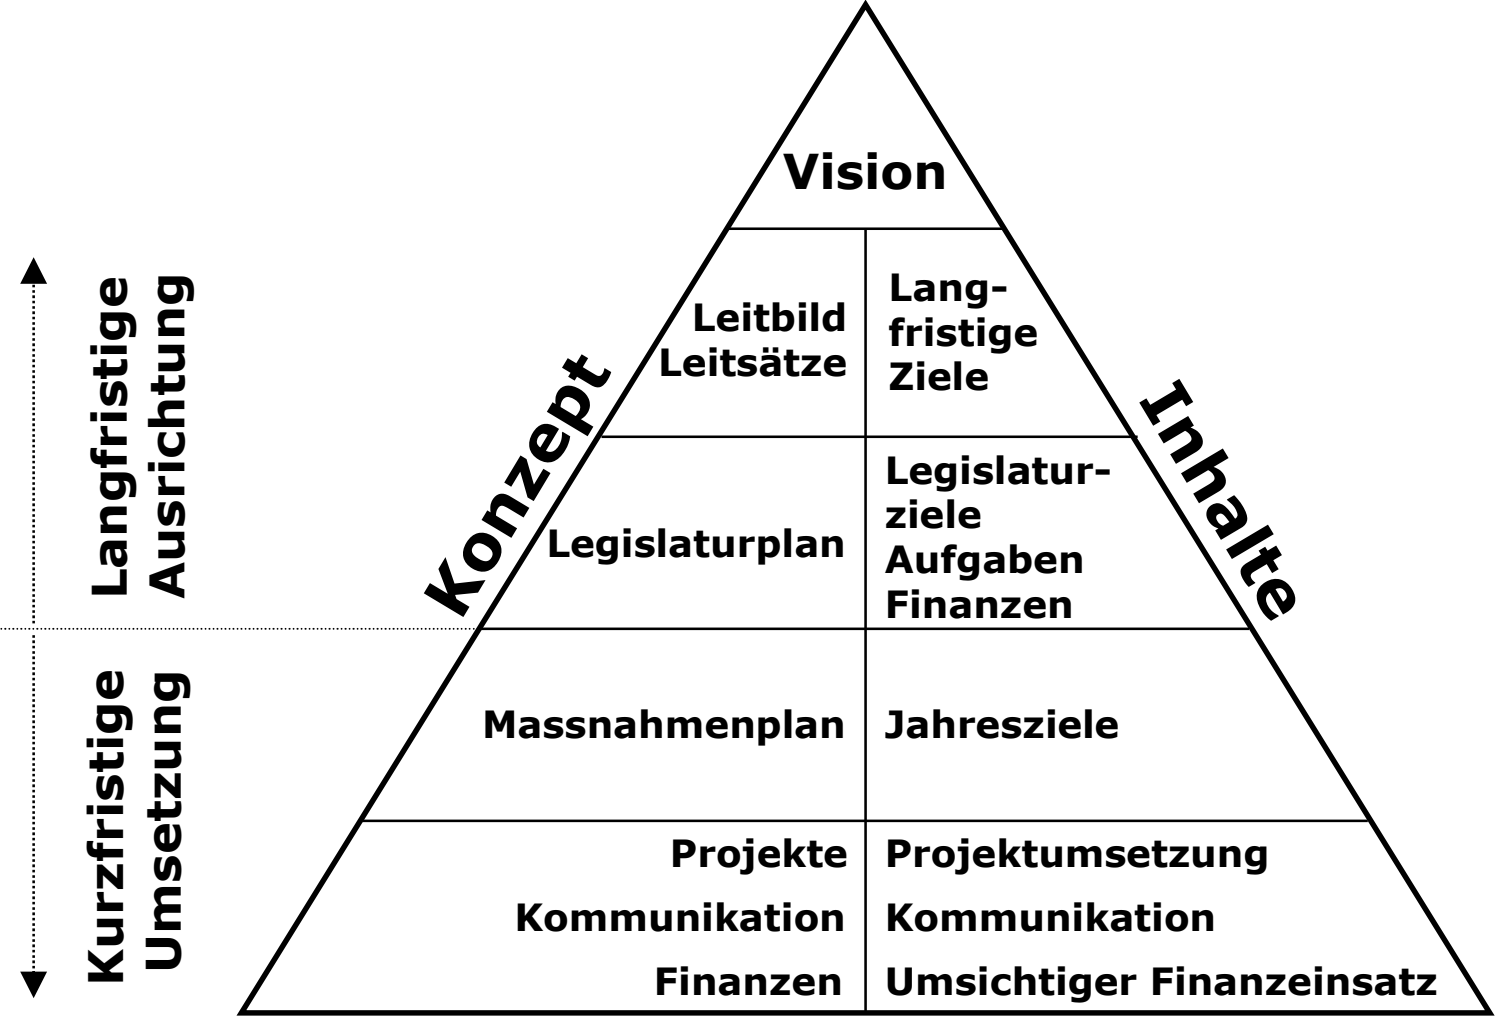 Vision
Langfristige
Ausrichtung
Konzept
Leitbild
Leitsätze
Lang-
fristige
Ziele
Inhalte
Legislaturplan
Legislatur-
ziele
Aufgaben
Finanzen
Kurzfristige
Umsetzung
Massnahmenplan
Jahresziele
Projekte
Projektumsetzung
Kommunikation
Kommunikation
Finanzen
Umsichtiger Finanzeinsatz